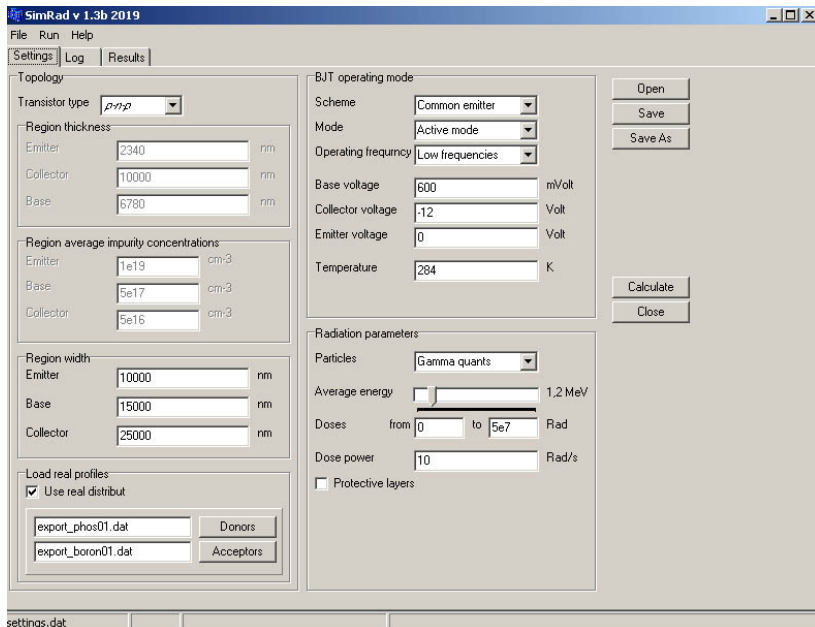 SimRad v 1.3b 2019
File Run Help
Settings Log Results
Topology
Transistor type p-n-p
Region thickness
Emitter 2340 nm
Collector 10000 nm
Base 6780 nm
Region average impurity concentrations
Emitter 1e19 cm-3
Base 5e17 cm-3
Collector 5e16 cm-3
Region width
Emitter 10000 nm
Base 15000 nm
Collector 25000 nm
Load real profiles
Use real distribut
export_phos01.dat Donors
export_boron01.dat Acceptors
BJT operating mode
Scheme Common emitter
Mode Active mode
Operating frequrncy Low frequencies
Base voltage 600 mVolt
Collector voltage -12 Volt
Emitter voltage 0 Volt
Temperature 284 K
Radiation parameters
Particles Gamma quants
Average energy 1,2 MeV
Doses from 0 to 5e7 Rad
Dose power 10 Rad/s
Protective layers
Open
Save
Save As
Calculate
Close
settings.dat